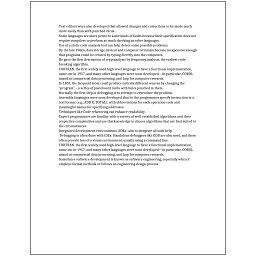 Text editors were also developed that allowed changes and corrections to be made much
more easily than with punched cards.
Some languages are more prone to some kinds of faults because their specification does not
require compilers to perform as much checking as other languages.
Use of a static code analysis tool can help detect some possible problems.
By the late 1960s, data storage devices and computer terminals became inexpensive enough
that programs could be created by typing directly into the computers.
He gave the first description of cryptanalysis by frequency analysis, the earliest code-
breaking algorithm.
FORTRAN, the first widely used high-level language to have a functional implementation,
came out in 1957, and many other languages were soon developed—in particular, COBOL
aimed at commercial data processing, and Lisp for computer research.
In 1801, the Jacquard loom could produce entirely different weaves by changing the
"program" – a series of pasteboard cards with holes punched in them.
Normally the first step in debugging is to attempt to reproduce the problem.
Assembly languages were soon developed that let the programmer specify instruction in a
text format (e.g., ADD X, TOTAL), with abbreviations for each operation code and
meaningful names for specifying addresses.
Techniques like Code refactoring can enhance readability.
Expert programmers are familiar with a variety of well-established algorithms and their
respective complexities and use this knowledge to choose algorithms that are best suited to
the circumstances.
Integrated development environments (IDEs) aim to integrate all such help.
Debugging is often done with IDEs. Standalone debuggers like GDB are also used, and these
often provide less of a visual environment, usually using a command line.
FORTRAN, the first widely used high-level language to have a functional implementation,
came out in 1957, and many other languages were soon developed—in particular, COBOL
aimed at commercial data processing, and Lisp for computer research.
Sometimes software development is known as software engineering, especially when it
employs formal methods or follows an engineering design process.